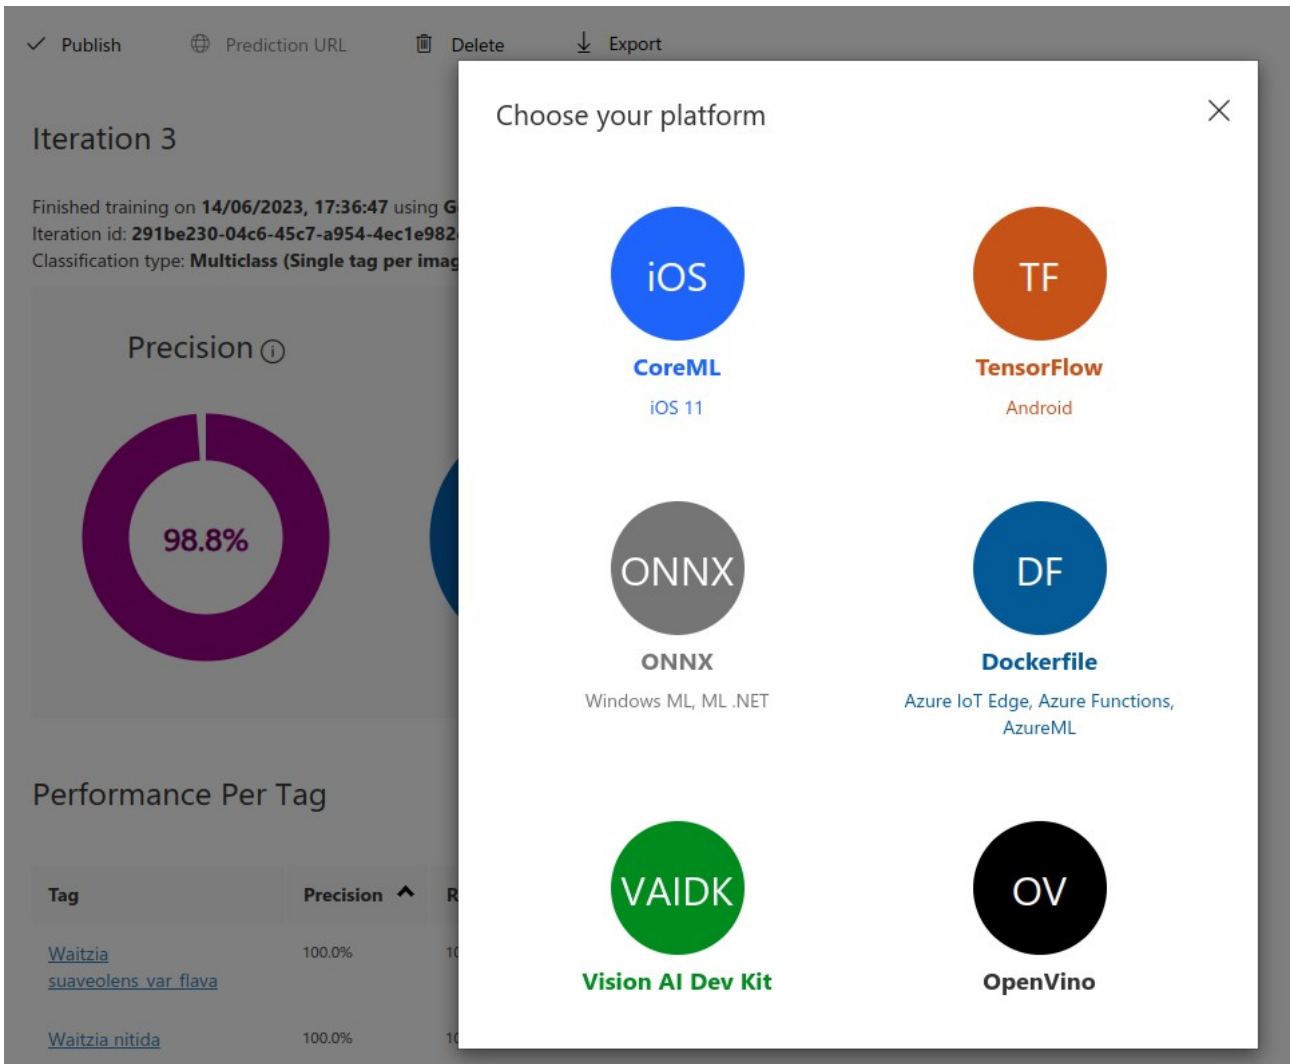 Publish
Prediction URL
Delete
Export
Iteration 3
Finished training on 14/06/2023, 17:36:47 using
Iteration id: 291be230-04c6-45c7-a954-4ec1e982
Classification type: Multiclass (Single tag per imag
Precision
98.8%
Performance Per Tag
Tag
Precision
Waitzia
suaveolens_var_flava
100.0%
Waitzia nitida
100.0%
Choose your platform
iOS
CoreML
iOS 11
TF
TensorFlow
Android
ONNX
ONNX
Windows ML, ML .NET
DF
Dockerfile
Azure IoT Edge, Azure Functions,
AzureML
VAIDK
Vision AI Dev Kit
OV
OpenVino